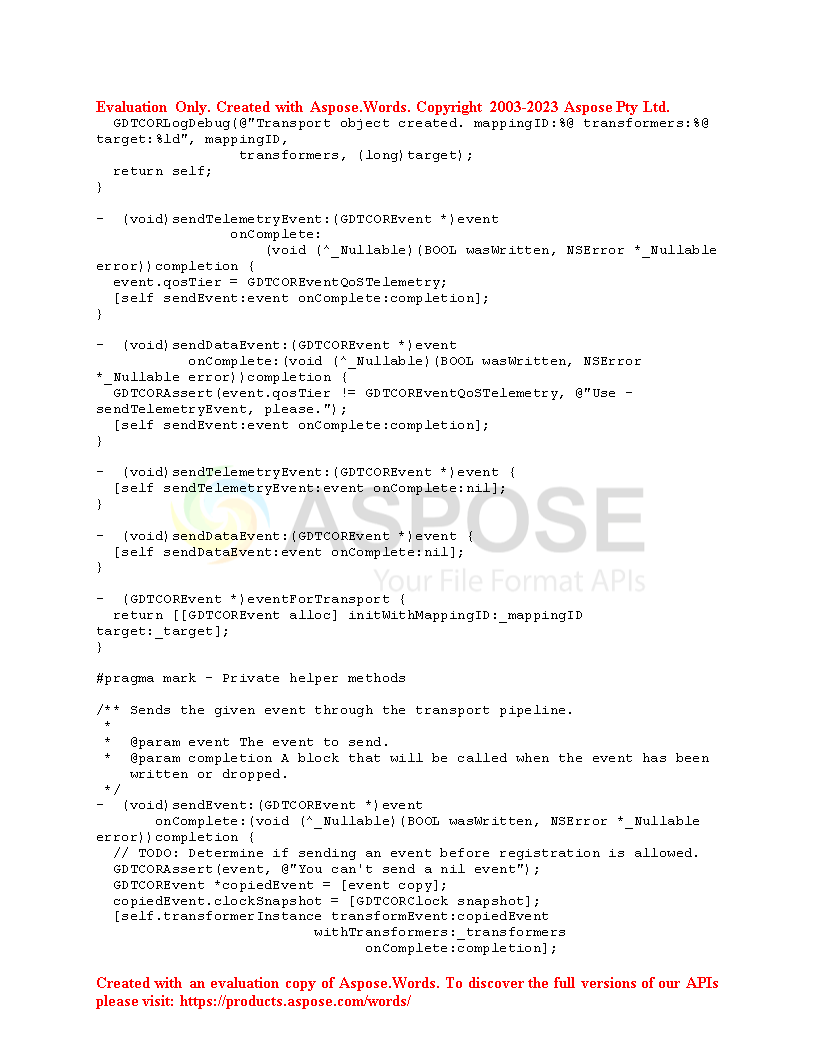 Evaluation Only. Created with Aspose.Words. Copyright 2003-2023 Aspose Pty Ltd.
  GDTCORLogDebug(@"Transport object created. mappingID:%@ transformers:%@
target:%ld", mappingID,
                 transformers, (long)target);
  return self;
}

-  (void)sendTelemetryEvent:(GDTCOREvent *)event
                onComplete:
                    (void (^_Nullable)(BOOL wasWritten, NSError *_Nullable
error))completion {
  event.qosTier = GDTCOREventQoSTelemetry;
  [self sendEvent:event onComplete:completion];
}

-  (void)sendDataEvent:(GDTCOREvent *)event
           onComplete:(void (^_Nullable)(BOOL wasWritten, NSError
*_Nullable error))completion {
  GDTCORAssert(event.qosTier != GDTCOREventQoSTelemetry, @"Use -
sendTelemetryEvent, please.");
  [self sendEvent:event onComplete:completion];
}

-  (void)sendTelemetryEvent:(GDTCOREvent *)event {
  [self sendTelemetryEvent:event onComplete:nil];
}

-  (void)sendDataEvent:(GDTCOREvent *)event {
  [self sendDataEvent:event onComplete:nil];
}

ASPOSE
Your File Format APIs
-  (GDTCOREvent *)eventForTransport {
  return [[GDTCOREvent alloc] initWithMappingID:_mappingID
target:_target];
}

#pragma mark - Private helper methods

/** Sends the given event through the transport pipeline.
 *
 *  @param event The event to send.
 *  @param completion A block that will be called when the event has been
    written or dropped.
 */
-  (void)sendEvent:(GDTCOREvent *)event
       onComplete:(void (^_Nullable)(BOOL wasWritten, NSError *_Nullable
error))completion {
  // TODO: Determine if sending an event before registration is allowed.
  GDTCORAssert(event, @"You can't send a nil event");
  GDTCOREvent *copiedEvent = [event copy];
  copiedEvent.clockSnapshot = [GDTCORClock snapshot];
  [self.transformerInstance transformEvent:copiedEvent
                          withTransformers:_transformers
                                onComplete:completion];

Created with an evaluation copy of Aspose.Words. To discover the full versions of our APIs
please visit: https://products.aspose.com/words/